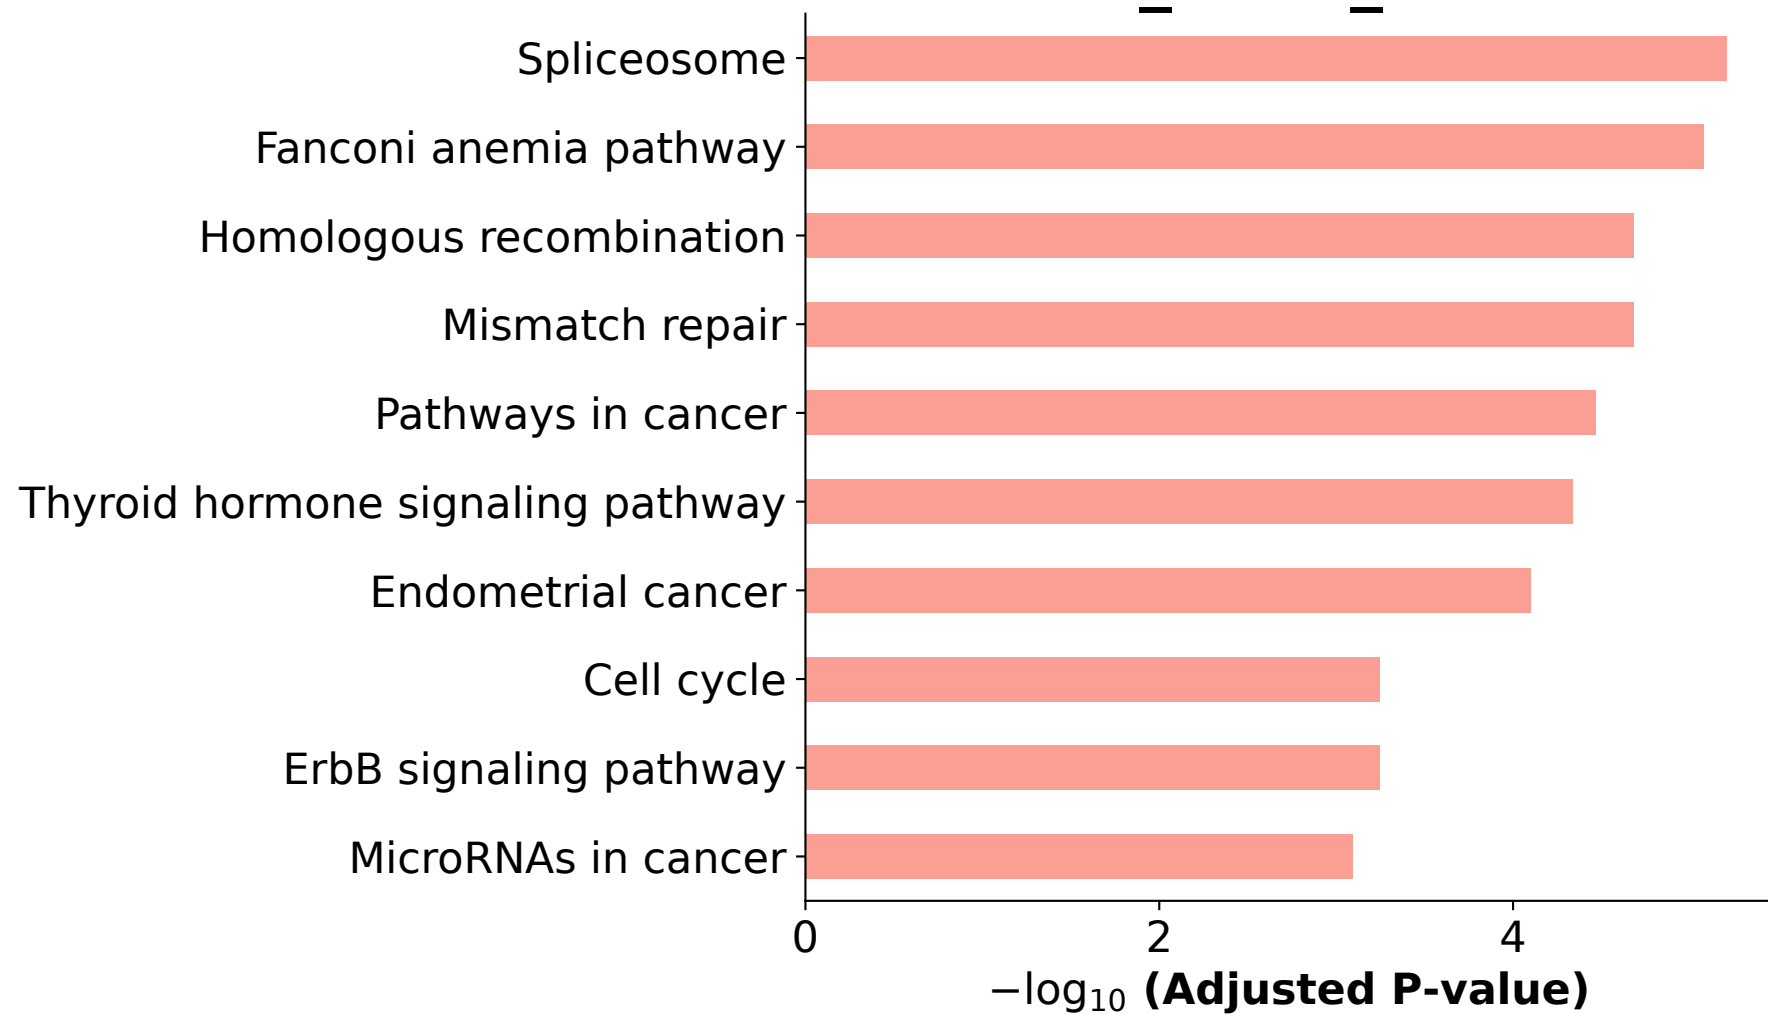 Spliceosome
Fanconi anemia pathway
Homologous recombination
Mismatch repair
Pathways in cancer
Thyroid hormone signaling pathway
Endometrial cancer
Cell cycle
ErbB signaling pathway
MicroRNAs in cancer
0 2 4
−log₁₀ (Adjusted P-value)